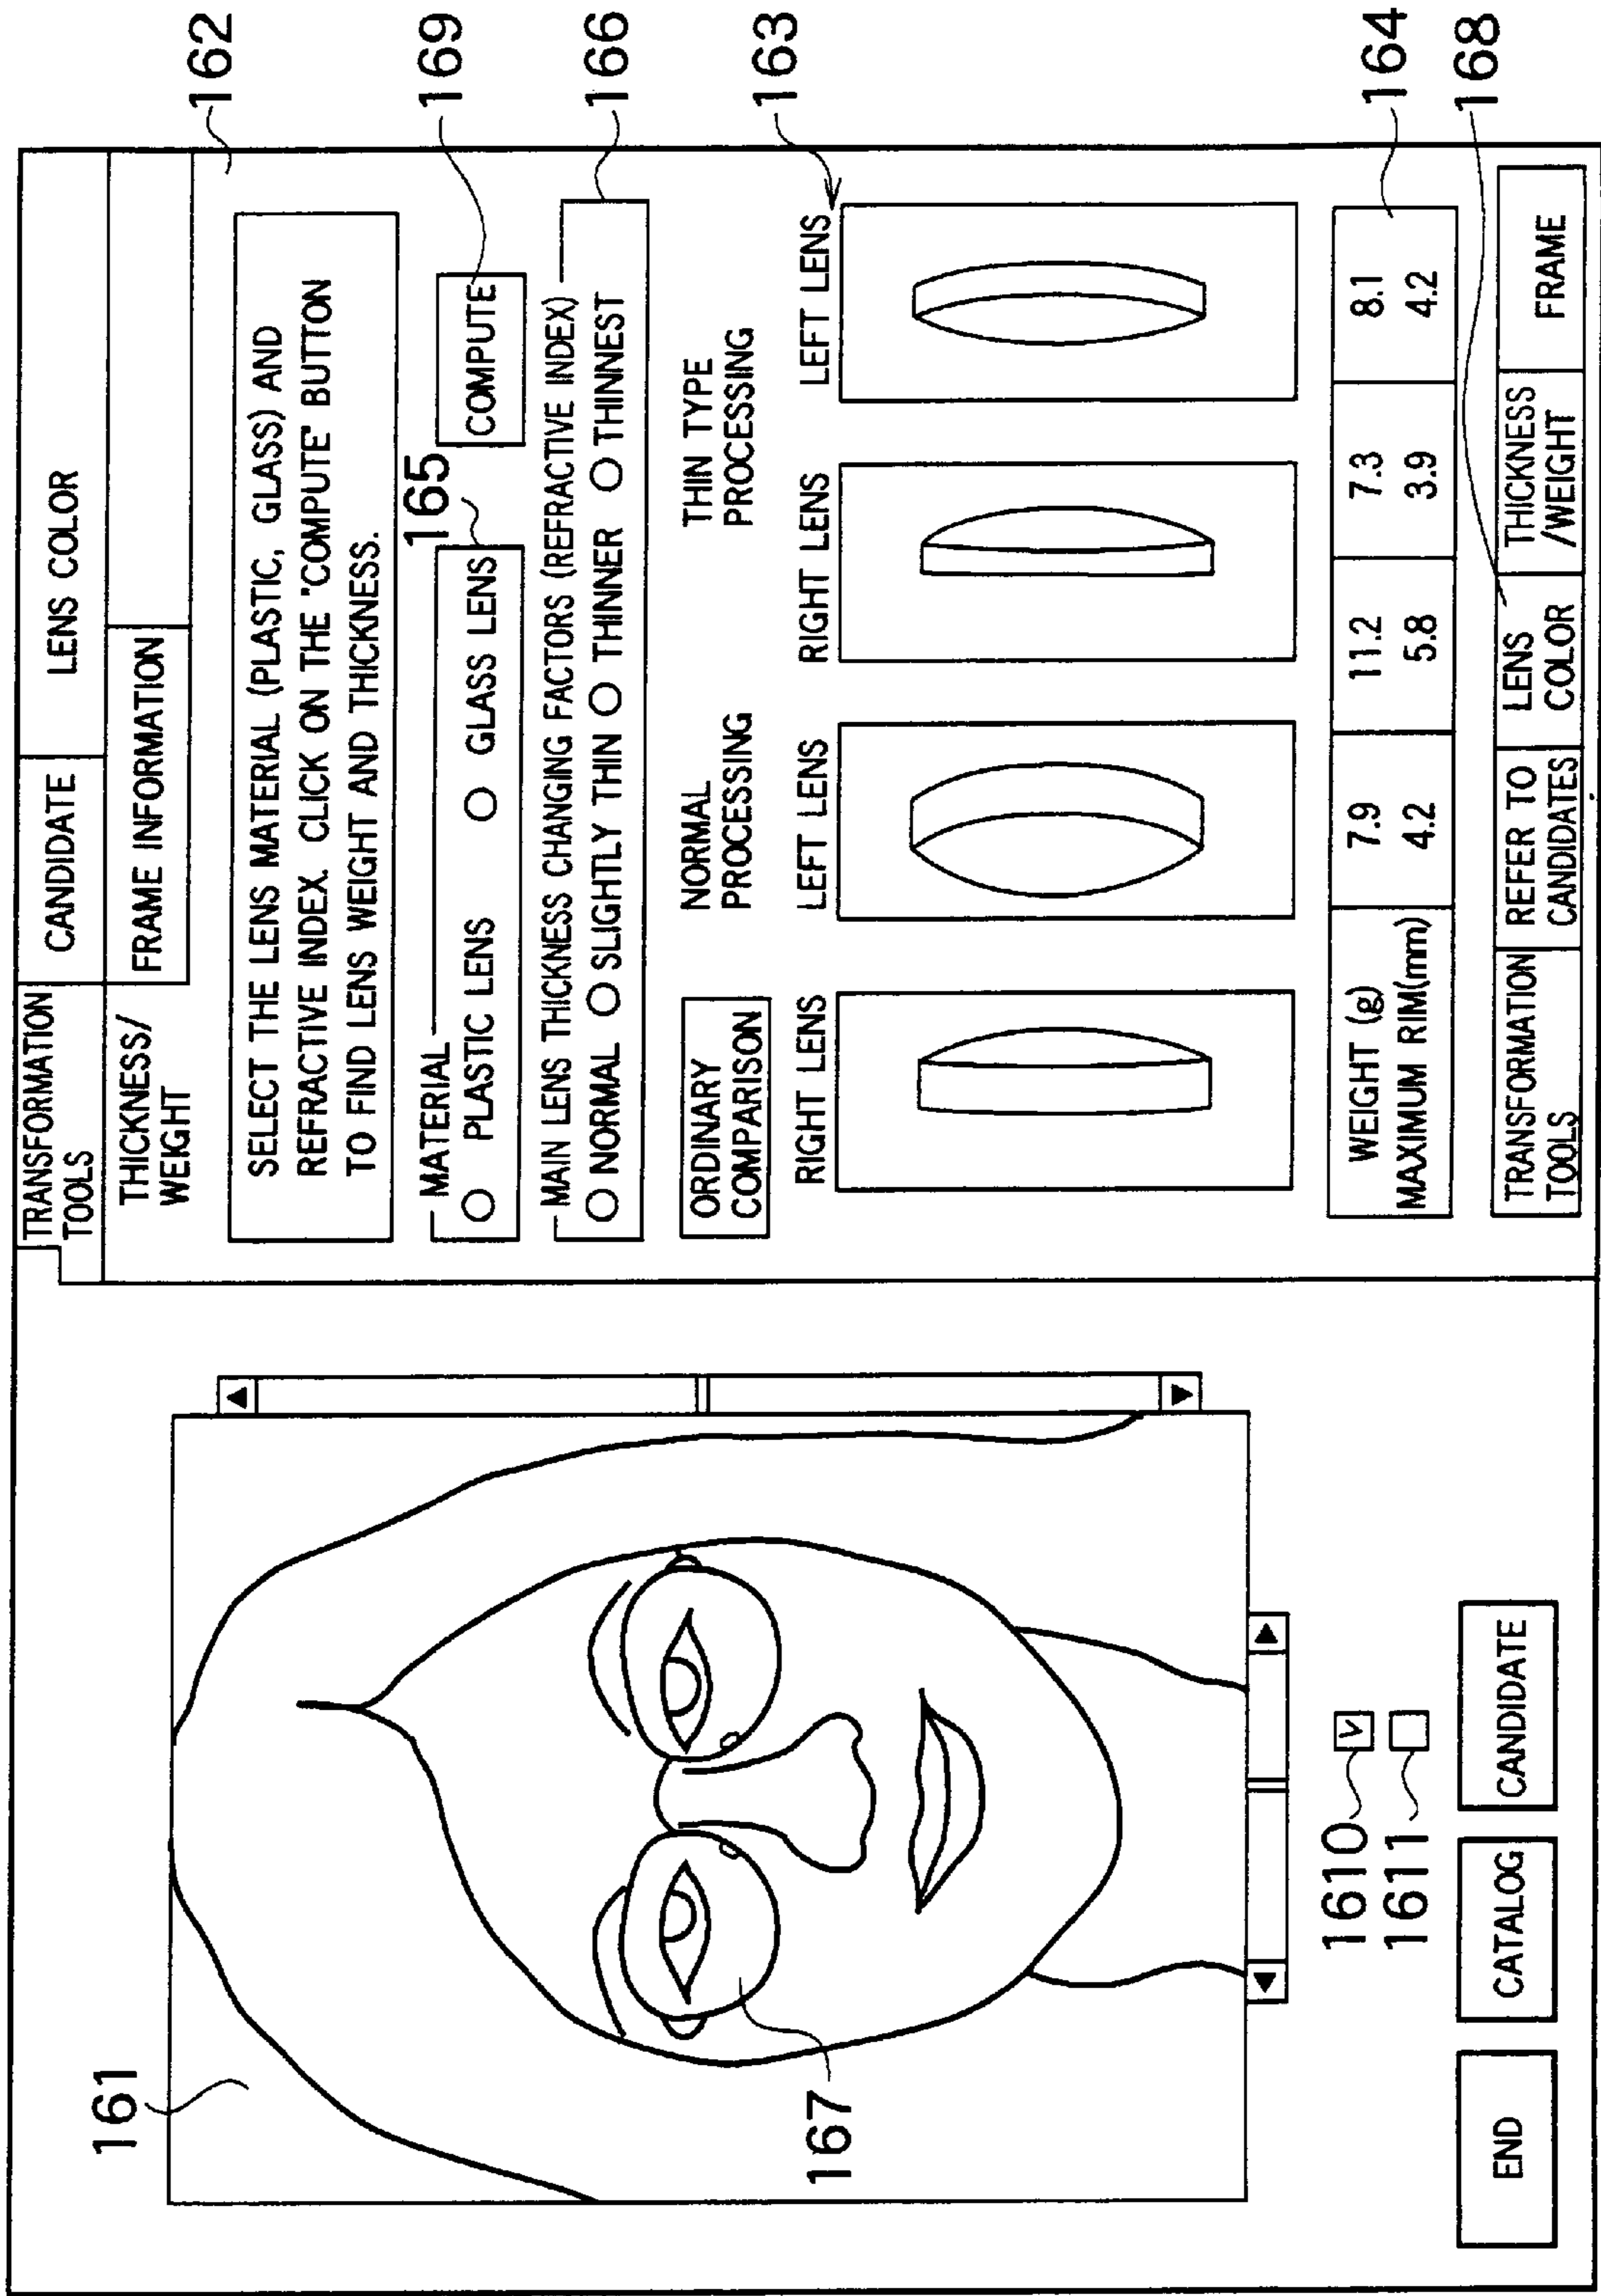 TRANSFORMATION
TOOLS
CANDIDATE
LENS COLOR
THICKNESS/
WEIGHT
FRAME INFORMATION
162
SELECT THE LENS MATERIAL (PLASTIC, GLASS) AND
REFRACTIVE INDEX. CLICK ON THE "COMPUTE" BUTTON
TO FIND LENS WEIGHT AND THICKNESS.
165
169
MATERIAL
PLASTIC LENS
GLASS LENS
COMPUTE
MAIN LENS THICKNESS CHANGING FACTORS (REFRACTIVE INDEX)
NORMAL
SLIGHTLY THIN
THINNER
THINNEST
166
ORDINARY
COMPARISON
NORMAL
PROCESSING
THIN TYPE
PROCESSING
163
RIGHT LENS
LEFT LENS
RIGHT LENS
LEFT LENS
WEIGHT (g) 7.9 11.2 7.3 8.1
MAXIMUM RIM(mm) 4.2 5.8 3.9 4.2
164
168
TRANSFORMATION
TOOLS
REFER TO
CANDIDATES
LENS
COLOR
THICKNESS
/WEIGHT
FRAME
161
167
1610
V
1611
END
CATALOG
CANDIDATE